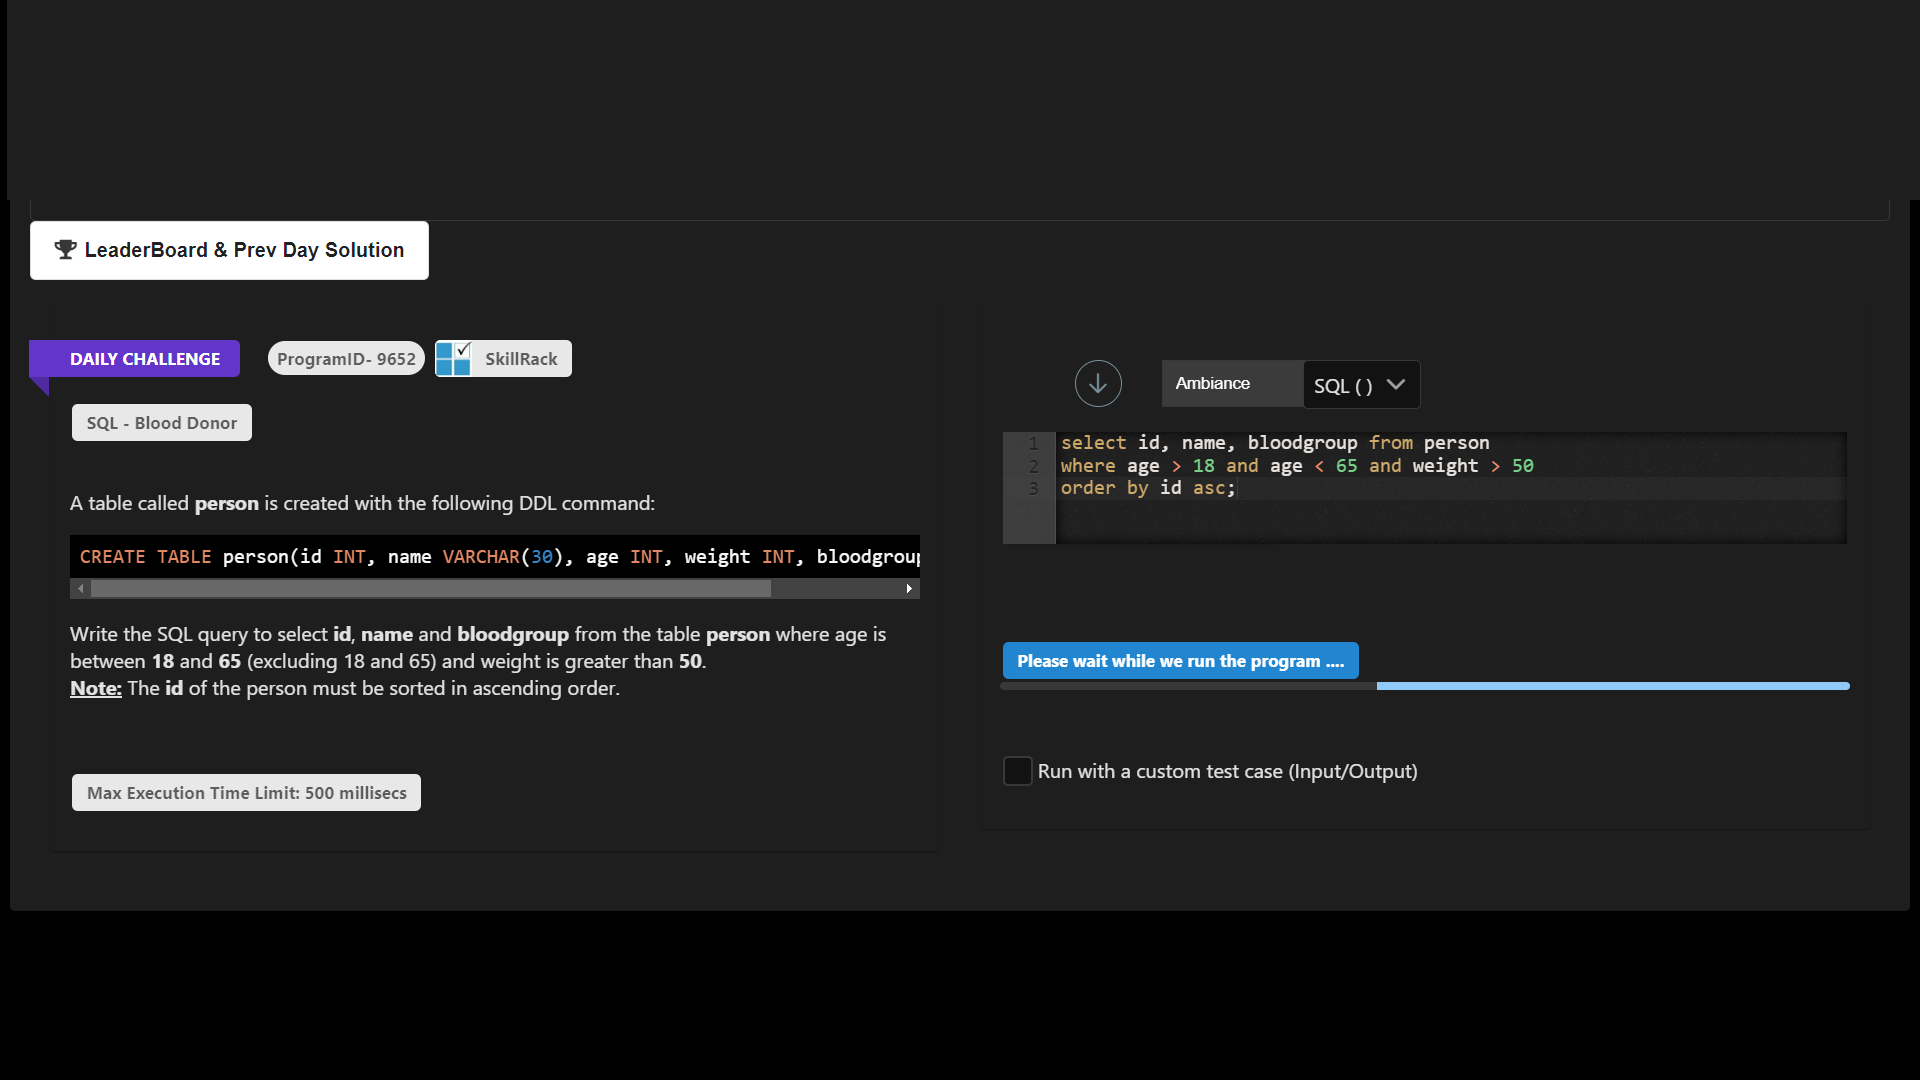 LeaderBoard & Prev Day Solution
DAILY CHALLENGE
ProgramID- 9652
SkillRack
SQL - Blood Donor
A table called person is created with the following DDL command:
CREATE TABLE person(id INT, name VARCHAR(30), age INT, weight INT, bloodgroup
Write the SQL query to select id, name and bloodgroup from the table person where age is
between 18 and 65 (excluding 18 and 65) and weight is greater than 50.
Note: The id of the person must be sorted in ascending order.
Max Execution Time Limit: 500 millisecs
Ambiance
SQL ( )
1 select id, name, bloodgroup from person
2 where age > 18 and age < 65 and weight > 50
3 order by id asc;
Please wait while we run the program ....
Run with a custom test case (Input/Output)